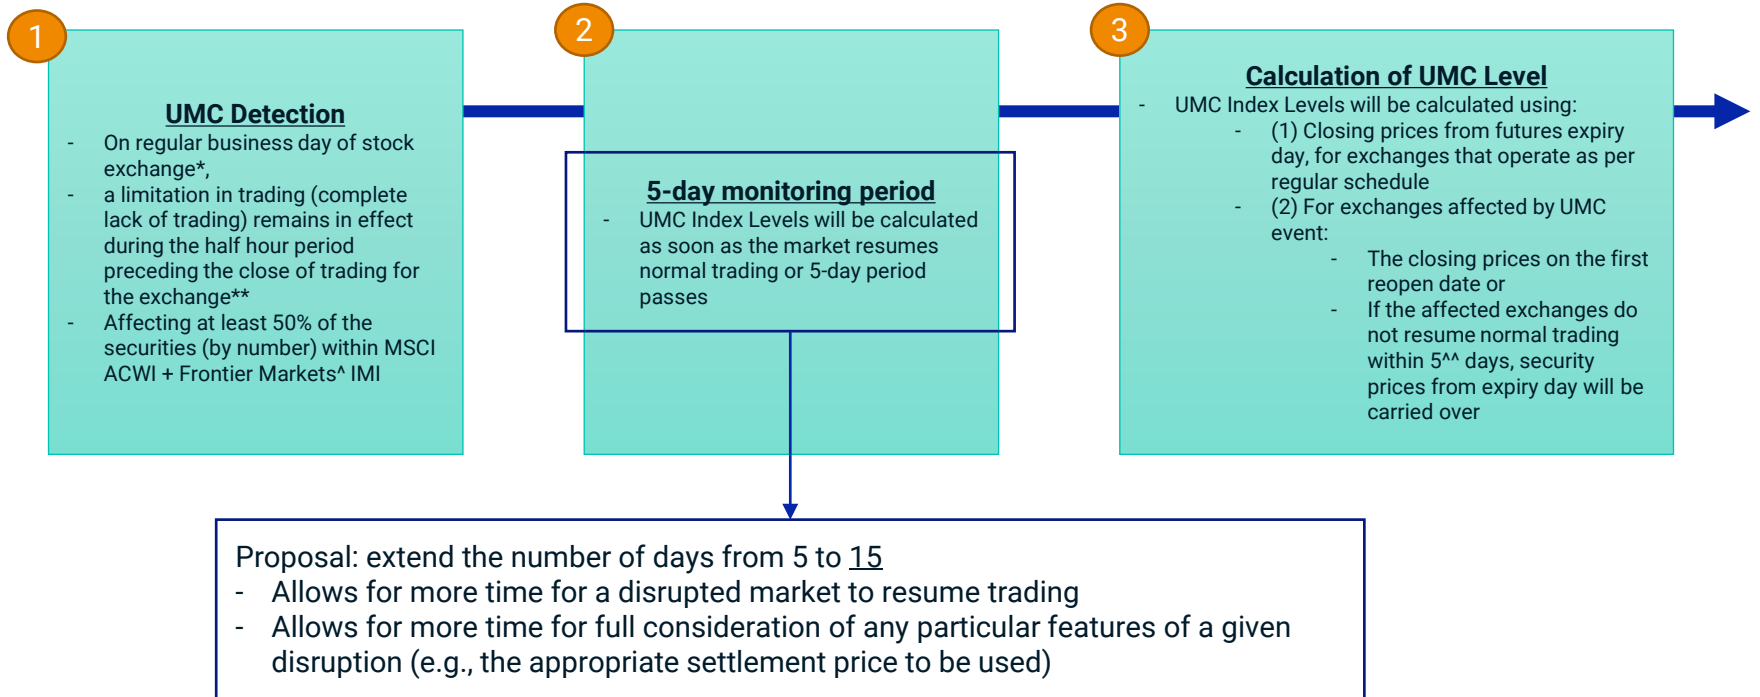 1
UMC Detection
- On regular business day of stock
exchange*,
- a limitation in trading (complete
lack of trading) remains in effect
during the half hour period
preceding the close of trading for
the exchange**
- Affecting at least 50% of the
securities (by number) within MSCI
ACWI + Frontier Markets^ IMI
2
5-day monitoring period
- UMC Index Levels will be calculated
as soon as the market resumes
normal trading or 5-day period
passes
3
Calculation of UMC Level
- UMC Index Levels will be calculated using:
- (1) Closing prices from futures expiry
day, for exchanges that operate as per
regular schedule
- (2) For exchanges affected by UMC
event:
- The closing prices on the first
reopen date or
- If the affected exchanges do
not resume normal trading
within 5^^ days, security
prices from expiry day will be
carried over
Proposal: extend the number of days from 5 to 15
- Allows for more time for a disrupted market to resume trading
- Allows for more time for full consideration of any particular features of a given
disruption (e.g., the appropriate settlement price to be used)